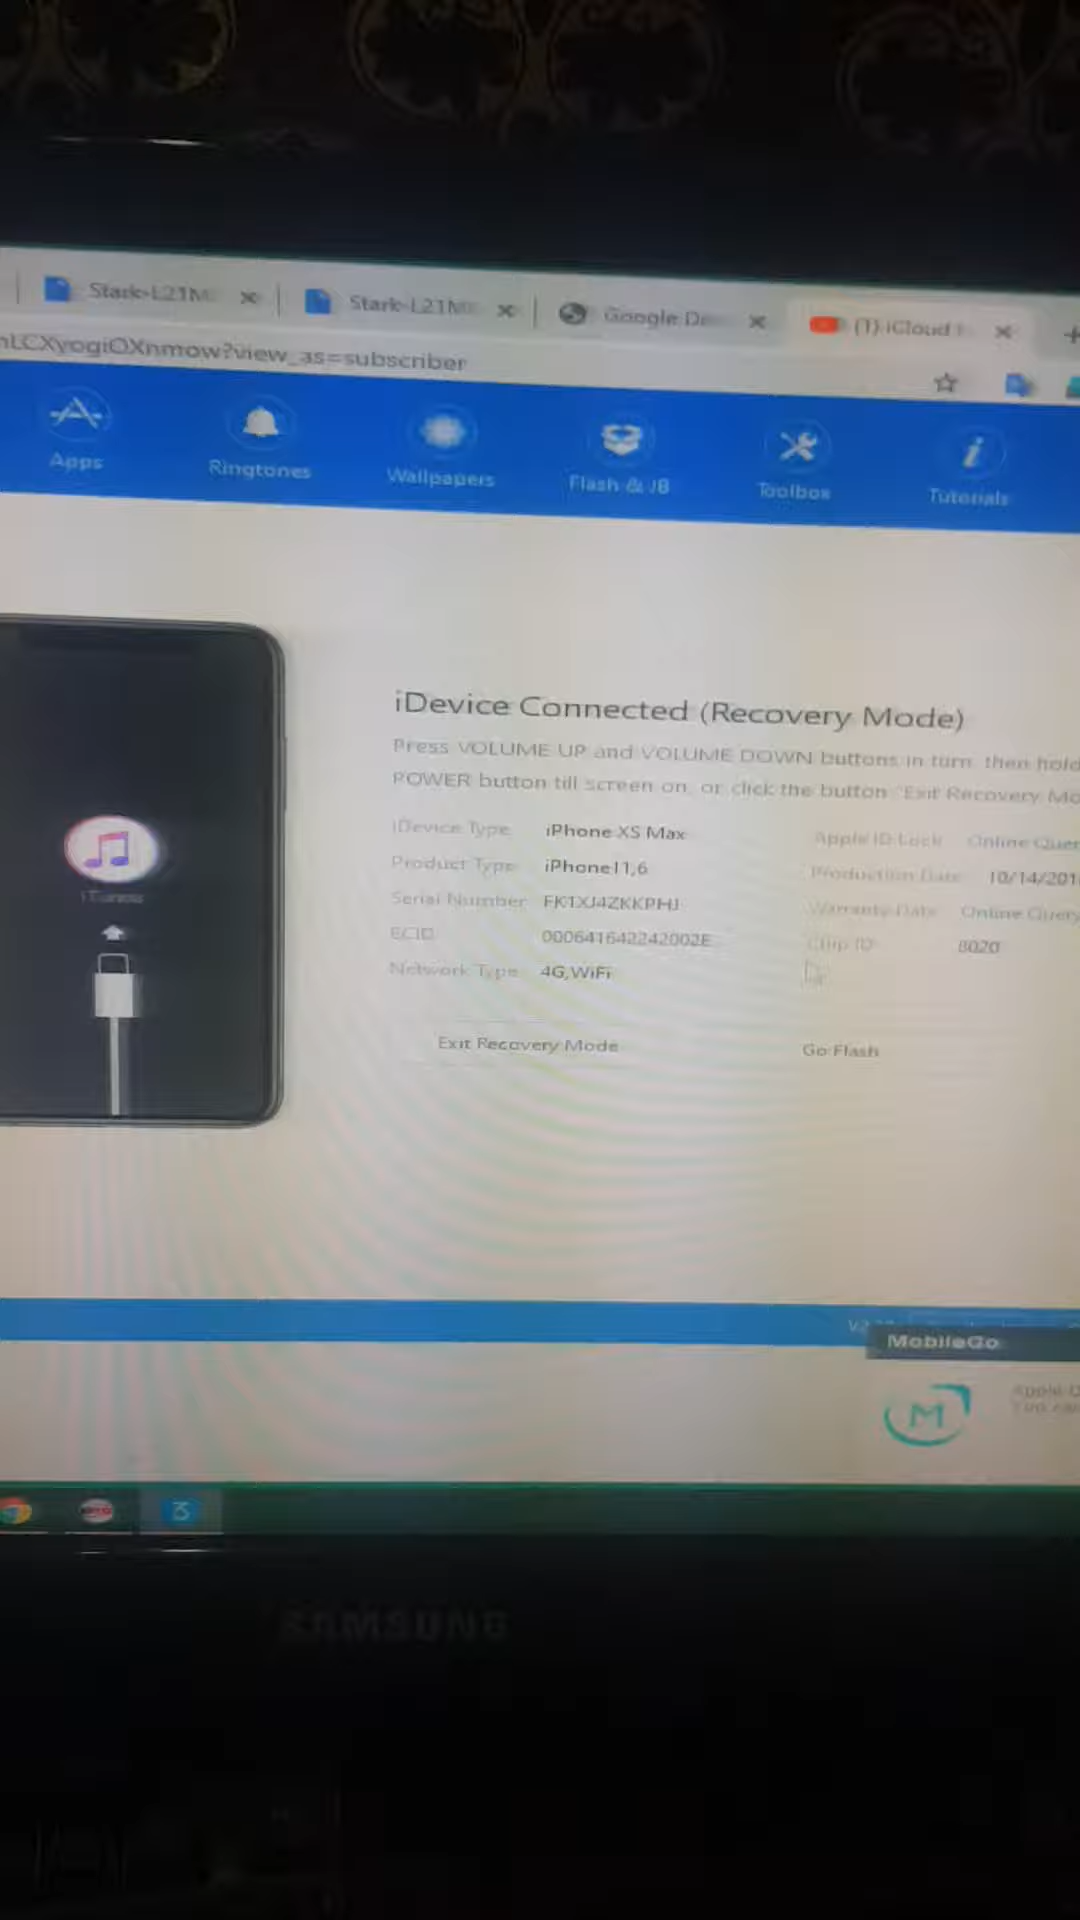 Stark-L21M
Stark-L21M
Google De
(1) iCloud
nLCXyogiOXnmow?view_as=subscriber
Apps
Ringtones
Wallpapers
Flash & JB
Toolbox
Tutorials
iDevice Connected (Recovery Mode)
Press VOLUME UP and VOLUME DOWN buttons in turn, then hold
POWER button till screen on, or click the button "Exit Recovery Mo
iDevice Type iPhone XS Max Apple ID Lock Online Quer
Product Type iPhone11,6 Production Date 10/14/201
Serial Number FK1XJ4ZKKPHJ Warranty Date Online Query
ECID 000641642242002E Chip ID 8020
Network Type 4G,WiFi
iTunes
Exit Recovery Mode
Go Flash
MobileGo
M
Apple
3
SAMSUNG